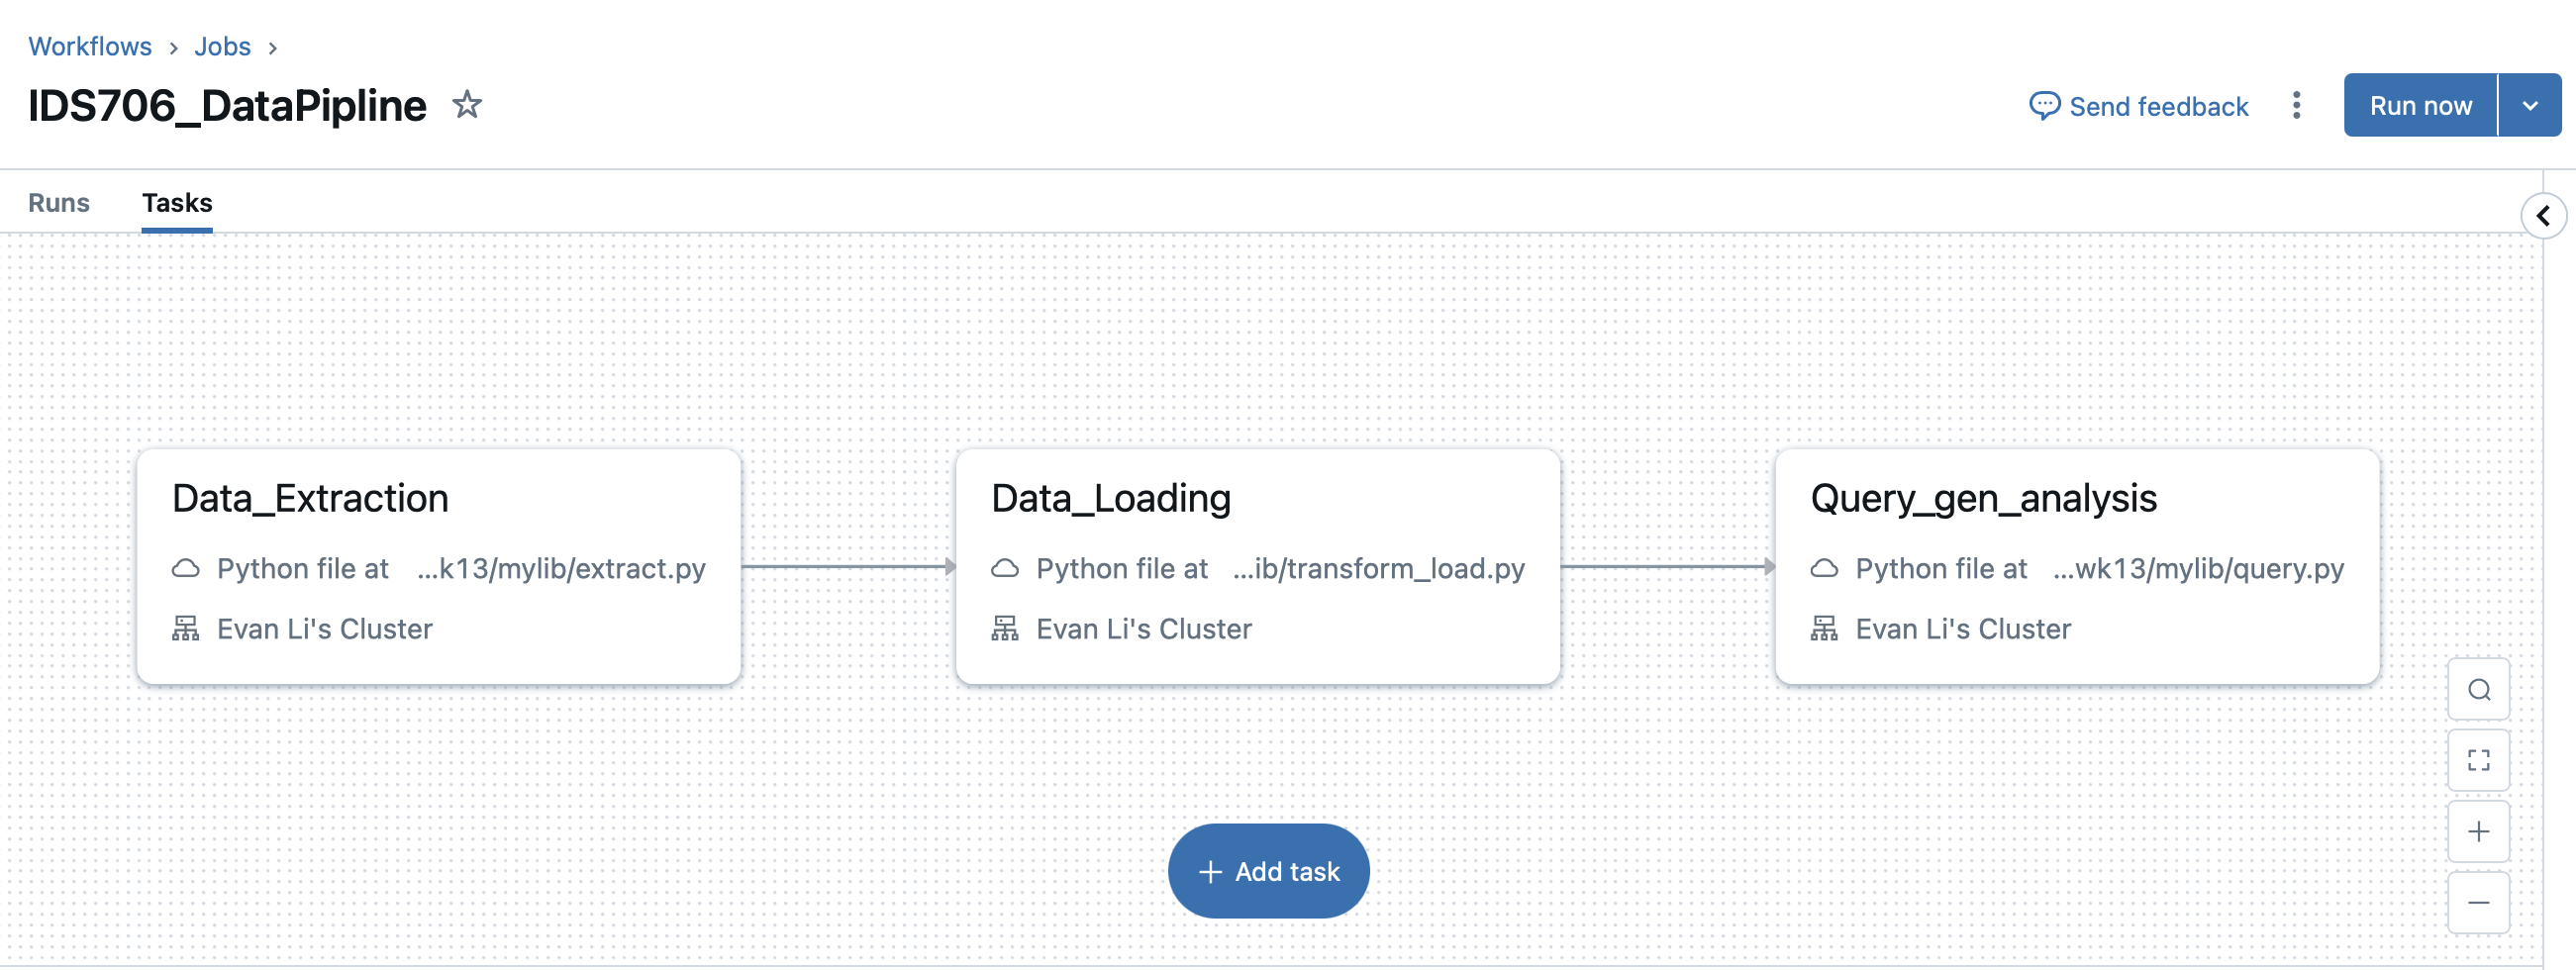 Workflows > Jobs >
IDS706_DataPipline
Send feedback
Run now
Runs Tasks
Data_Extraction
Python file at ...k13/mylib/extract.py
Evan Li's Cluster
Data_Loading
Python file at ...ib/transform_load.py
Evan Li's Cluster
Query_gen_analysis
Python file at ...wk13/mylib/query.py
Evan Li's Cluster
+ Add task